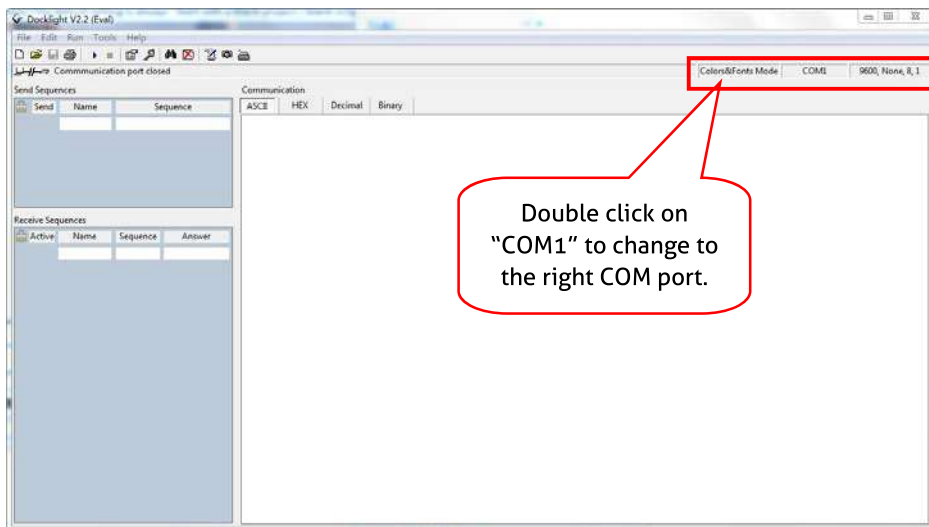 Docklight V2.2 (Eval)
File Edit Run Tools Help
Commmunication port closed
Colors&Fonts Mode COM1 9600, None, 8, 1
Send Sequences
Send Name Sequence
Communication
ASCII HEX Decimal Binary
Double click on
“COM1” to change to
the right COM port.
Receive Sequences
Active Name Sequence Answer